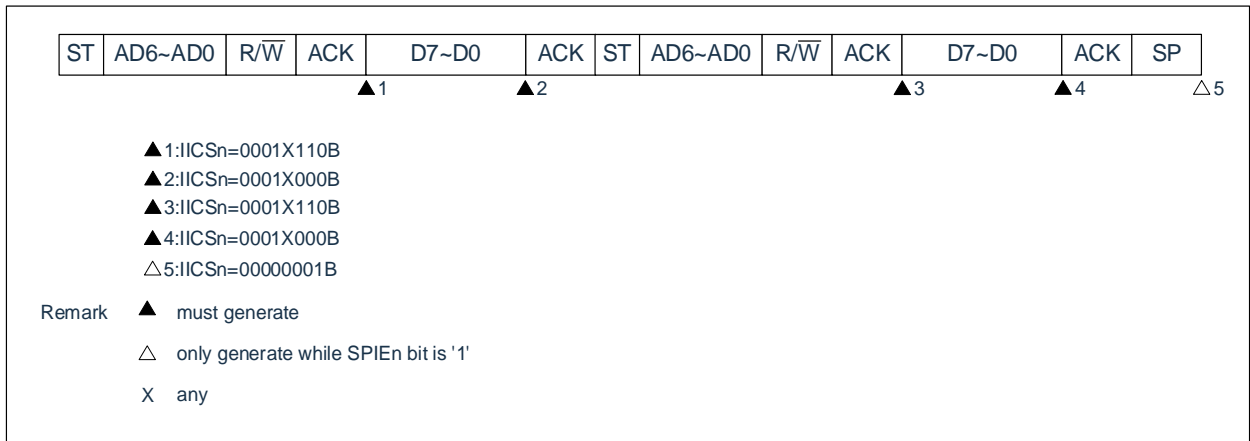 ST AD6~AD0 R/W̅ ACK D7~D0 ACK ST AD6~AD0 R/W̅ ACK D7~D0 ACK SP
▲1 ▲2 ▲3 ▲4 △5
▲1:IICSn=0001X110B
▲2:IICSn=0001X000B
▲3:IICSn=0001X110B
▲4:IICSn=0001X000B
△5:IICSn=00000001B
Remark ▲ must generate
△ only generate while SPIEn bit is '1'
X any